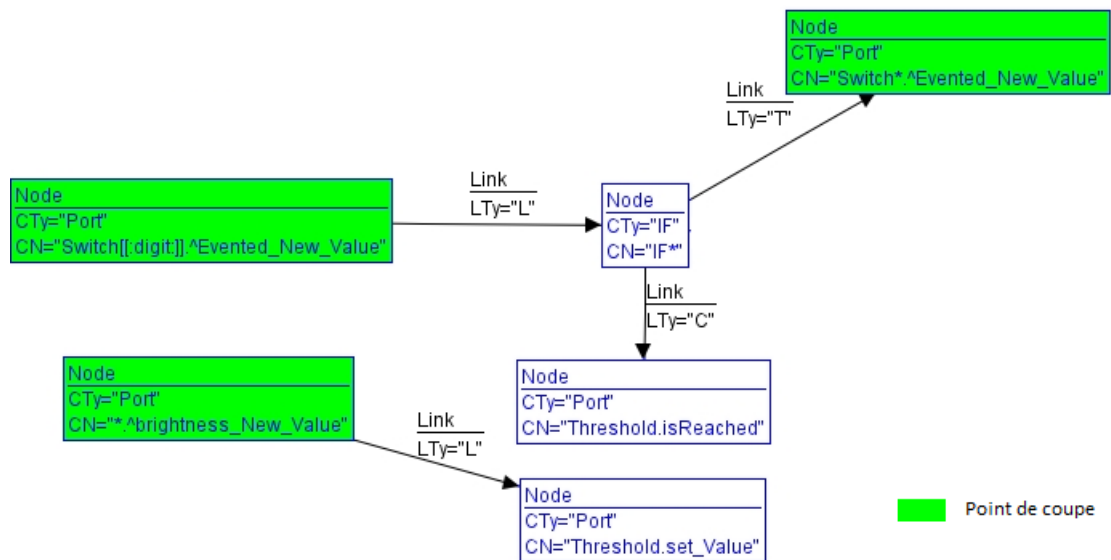 Node
CTy="Port"
CN="Switch*.^Evented_New_Value"
Link
LTy="T"
Node
CTy="Port"
CN="Switch[[:digit:]].^Evented_New_Value"
Link
LTy="L"
Node
CTy="IF"
CN="IF*"
Link
LTy="C"
Node
CTy="Port"
CN="*.^brightness_New_Value"
Link
LTy="L"
Node
CTy="Port"
CN="Threshold.isReached"
Node
CTy="Port"
CN="Threshold.set_Value"
Point de coupe